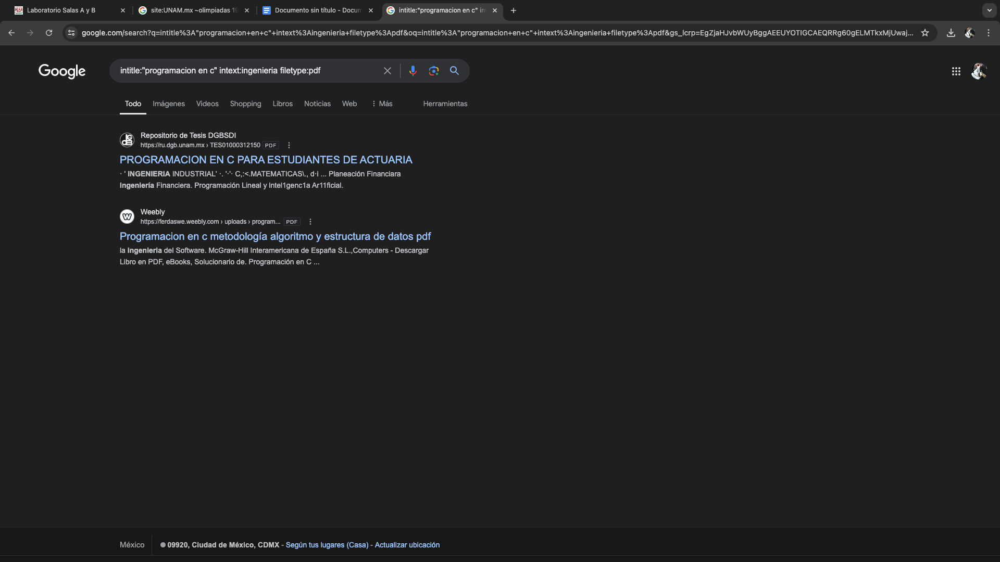 Laboratorio Salas A y B
site:UNAM.mx ~olimpiadas 19
Documento sin título - Docum
intitle:"programacion en c" in
google.com/search?q=intitle%3A"programacion+en+c"+intext%3Aingenieria+filetype%3Apdf&oq=intitle%3A"programacion+en+c"+intext%3Aingenieria+filetype%3Apdf&gs_lcrp=EgZjaHJvbWUyBggAEEUYOTIGCAEQRRg60gELMTkxMjUwaj...
Google
intitle:"programacion en c" intext:ingenieria filetype:pdf
Todo Imágenes Videos Shopping Libros Noticias Web Más Herramientas
Repositorio de Tesis DGBSDI
https://ru.dgb.unam.mx › TES01000312150 PDF
PROGRAMACION EN C PARA ESTUDIANTES DE ACTUARIA
· ' INGENIERIA INDUSTRIAL' ·. '·'· C,:<.MATEMATICAS\., d·i ... Planeación Financiara
Ingeniería Financiera. Programación Lineal y lntel1genc1a Ar11ficial.
Weebly
https://ferdaswe.weebly.com › uploads › program... PDF
Programacion en c metodología algoritmo y estructura de datos pdf
la ingenieria del Software. McGraw-Hill Interamericana de España S.L.,Computers - Descargar
Libro en PDF, eBooks, Solucionario de. Programación en C ...
México
09920, Ciudad de México, CDMX - Según tus lugares (Casa) - Actualizar ubicación